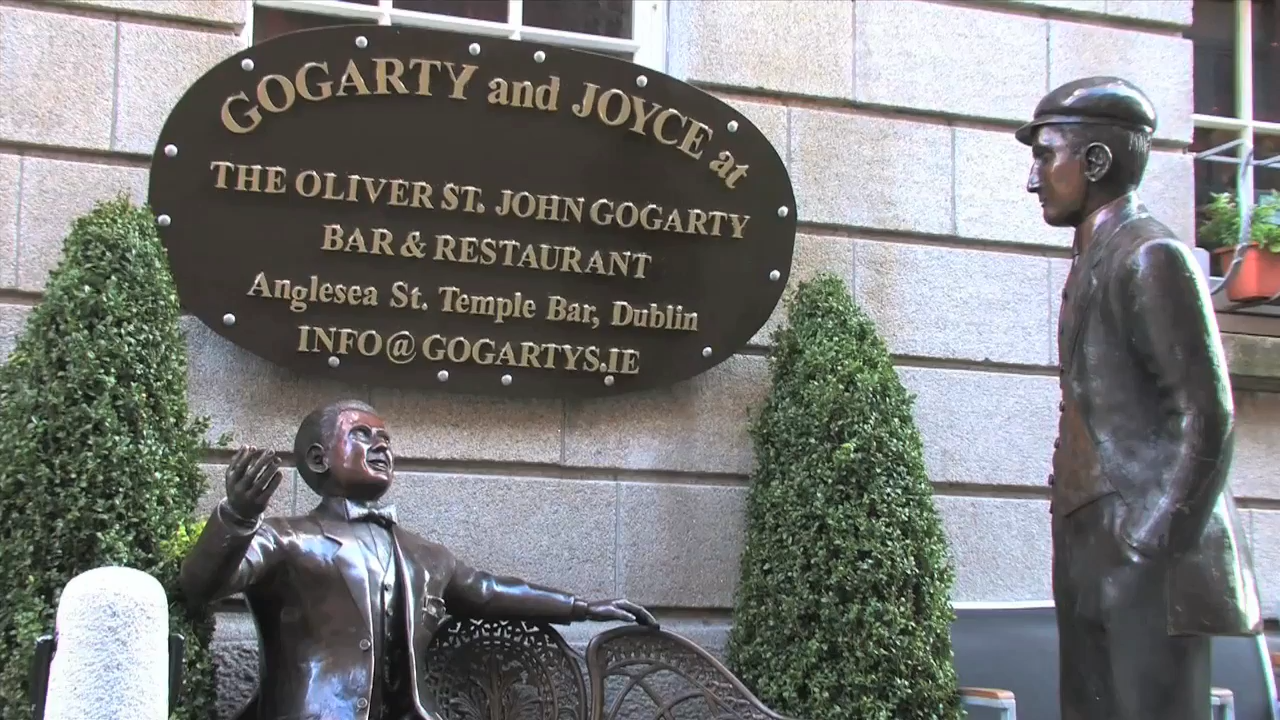 GOGARTY and JOYCE at
THE OLIVER ST. JOHN GOGARTY
BAR & RESTAURANT
Anglesea St. Temple Bar, Dublin
INFO@GOGARTYS.IE